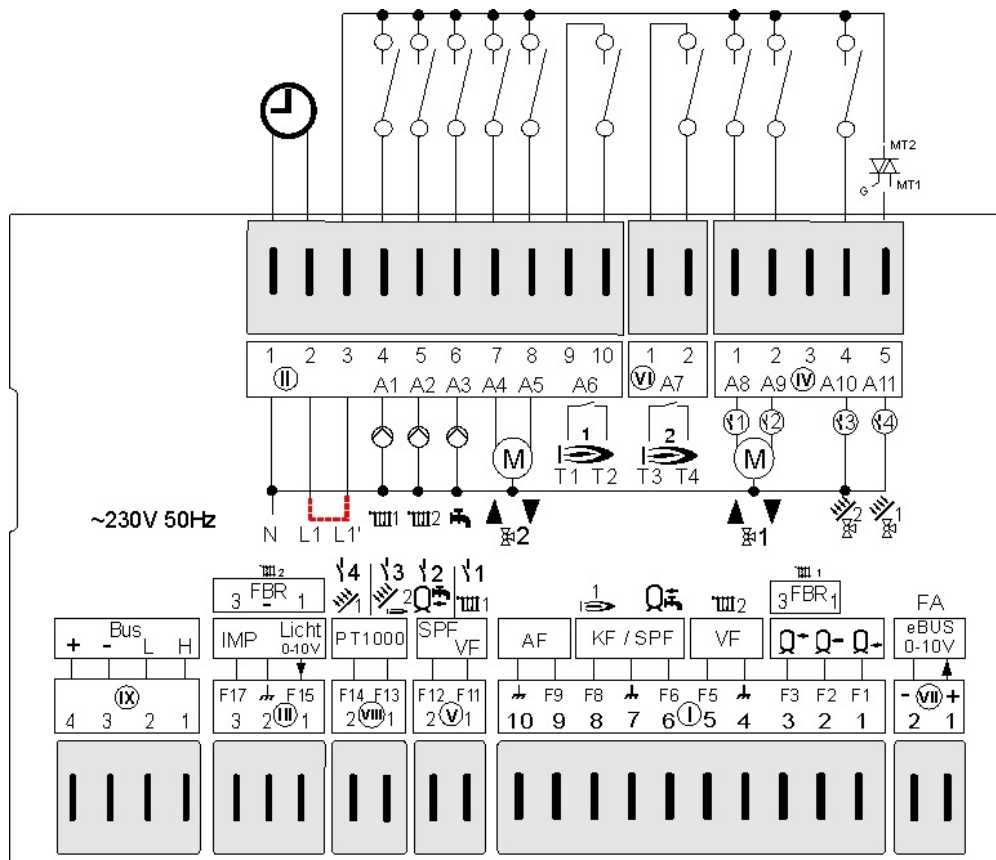 MT2
G MT1
1 2 3 4 5 6 7 8 9 10 1 2 1 2 3 4 5
II A1 A2 A3 A4 A5 A6 VI A7 A8 A9 IV A10 A11
1 2 3 4
1 2
M T1 T2 T3 T4 M
~230V 50Hz N L1 L1' 2 1 2 1
1 2 2 4 3 2 1 1
3 FBR 1 1 2 1 1 2 3 FBR 1 FA
-
Bus IMP Licht PT1000 SPF AF KF / SPF VF eBUS
+ - L H 0-10V VF 0-10V
F17 F15 F14 F13 F12 F11 F9 F8 F6 F5 F3 F2 F1 - VII +
IX III VIII V I
4 3 2 1 3 2 1 2 1 2 1 10 9 8 7 6 5 4 3 2 1 2 1